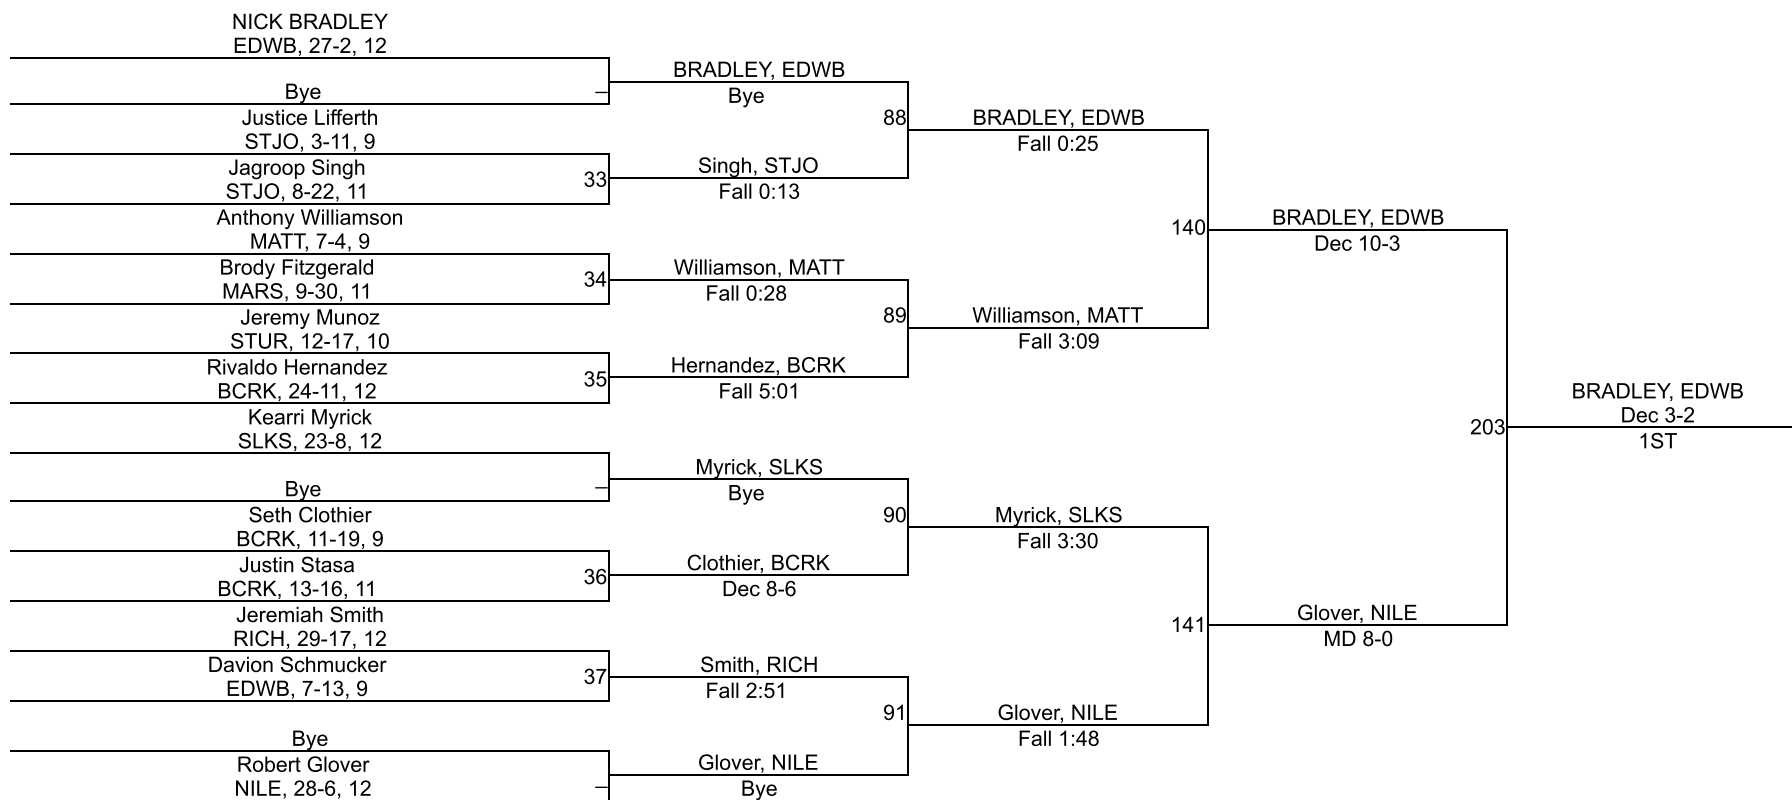 NICK BRADLEY
EDWB, 27-2, 12
Bye
Justice Lifferth
STJO, 3-11, 9
Jagroop Singh
STJO, 8-22, 11
Anthony Williamson
MATT, 7-4, 9
Brody Fitzgerald
MARS, 9-30, 11
Jeremy Munoz
STUR, 12-17, 10
Rivaldo Hernandez
BCRK, 24-11, 12
Kearri Myrick
SLKS, 23-8, 12
Bye
Seth Clothier
BCRK, 11-19, 9
Justin Stasa
BCRK, 13-16, 11
Jeremiah Smith
RICH, 29-17, 12
Davion Schmucker
EDWB, 7-13, 9
Bye
Robert Glover
NILE, 28-6, 12
–
33
34
35
–
36
37
–
BRADLEY, EDWB
Bye
Singh, STJO
Fall 0:13
Williamson, MATT
Fall 0:28
Hernandez, BCRK
Fall 5:01
Myrick, SLKS
Bye
Clothier, BCRK
Dec 8-6
Smith, RICH
Fall 2:51
Glover, NILE
Bye
88
89
90
91
BRADLEY, EDWB
Fall 0:25
Williamson, MATT
Fall 3:09
Myrick, SLKS
Fall 3:30
Glover, NILE
Fall 1:48
140
141
BRADLEY, EDWB
Dec 10-3
Glover, NILE
MD 8-0
203
BRADLEY, EDWB
Dec 3-2
1ST